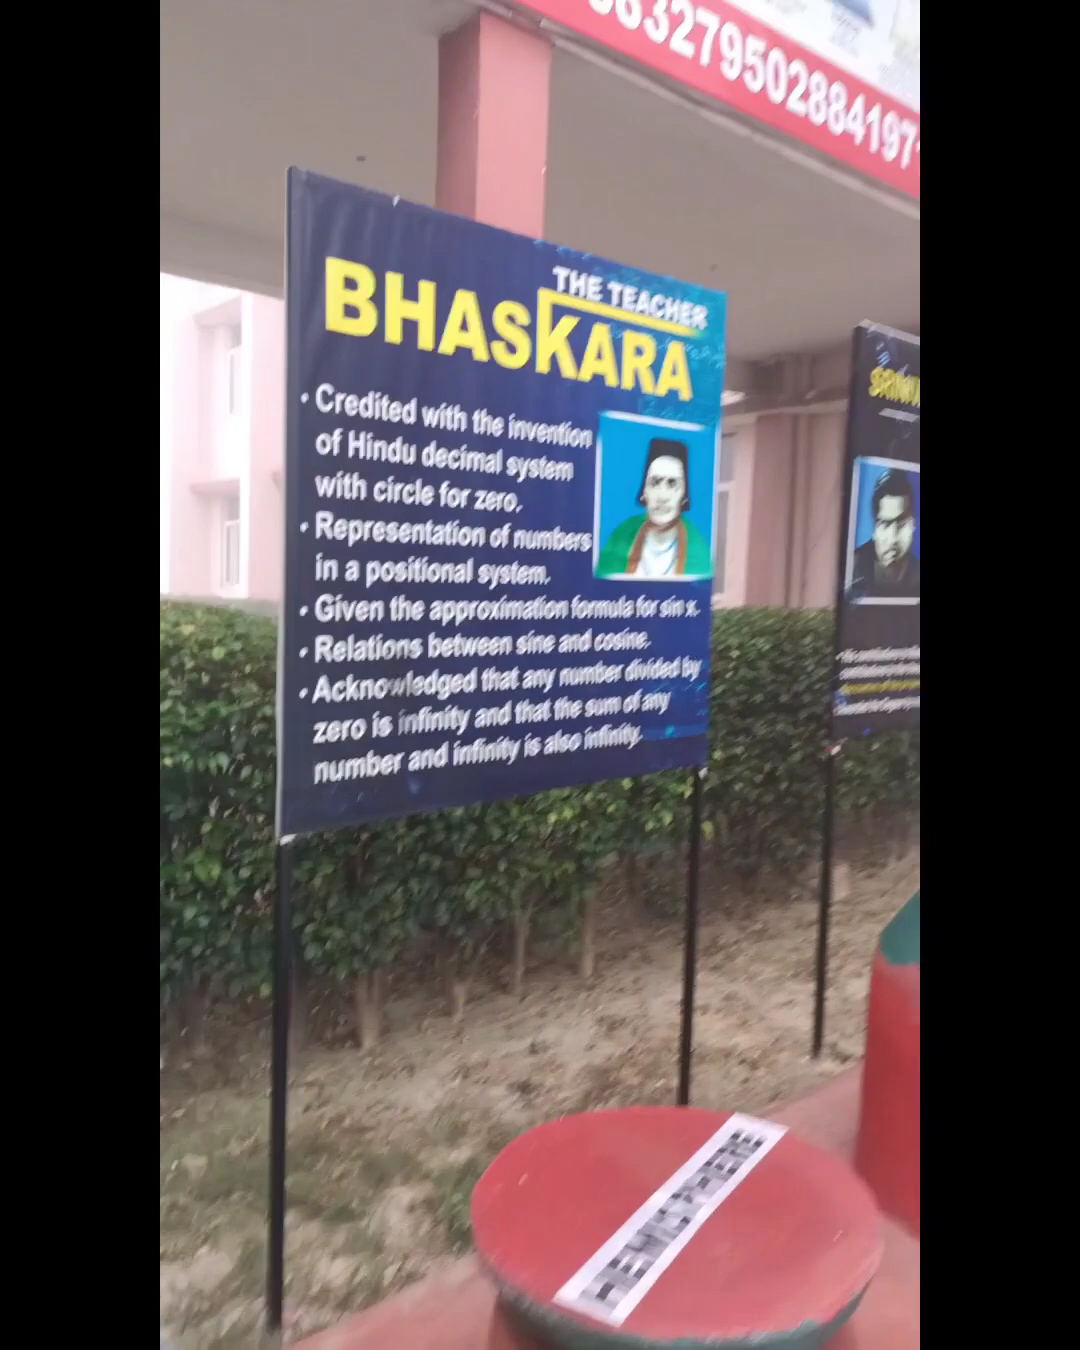 795028841971
THE TEACHER
BHASKARA
• Credited with the invention
of Hindu decimal system
with circle for zero.
• Representation of numbers
in a positional system.
• Given the approximation formula for sin x.
• Relations between sine and cosine.
• Acknowledged that any number divided by
zero is infinity and that the sum of any
number and infinity is also infinity.
HEMISPHERE